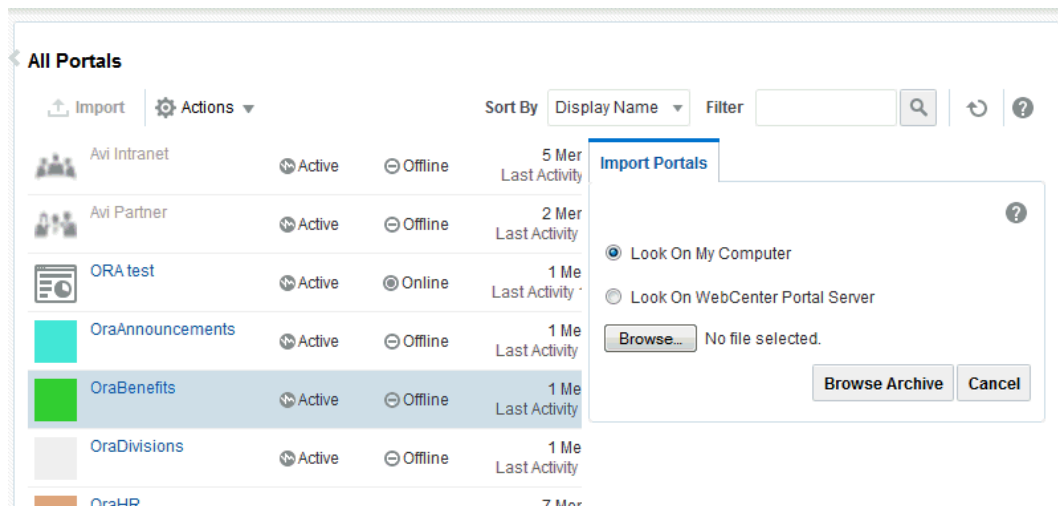 All Portals
Import Actions Sort By Display Name Filter
Avi Intranet
Active Offline 5 Mer
Last Activity
Avi Partner
Active Offline 2 Mer
Last Activity
ORA test
Active Online 1 Me
Last Activity
OraAnnouncements
Active Offline 1 Me
Last Activity
OraBenefits
Active Offline 1 Me
Last Activity
OraDivisions
Active Offline 1 Me
Last Activity
OraHR
7 Mer
Import Portals
Look On My Computer
Look On WebCenter Portal Server
Browse... No file selected.
Browse Archive Cancel